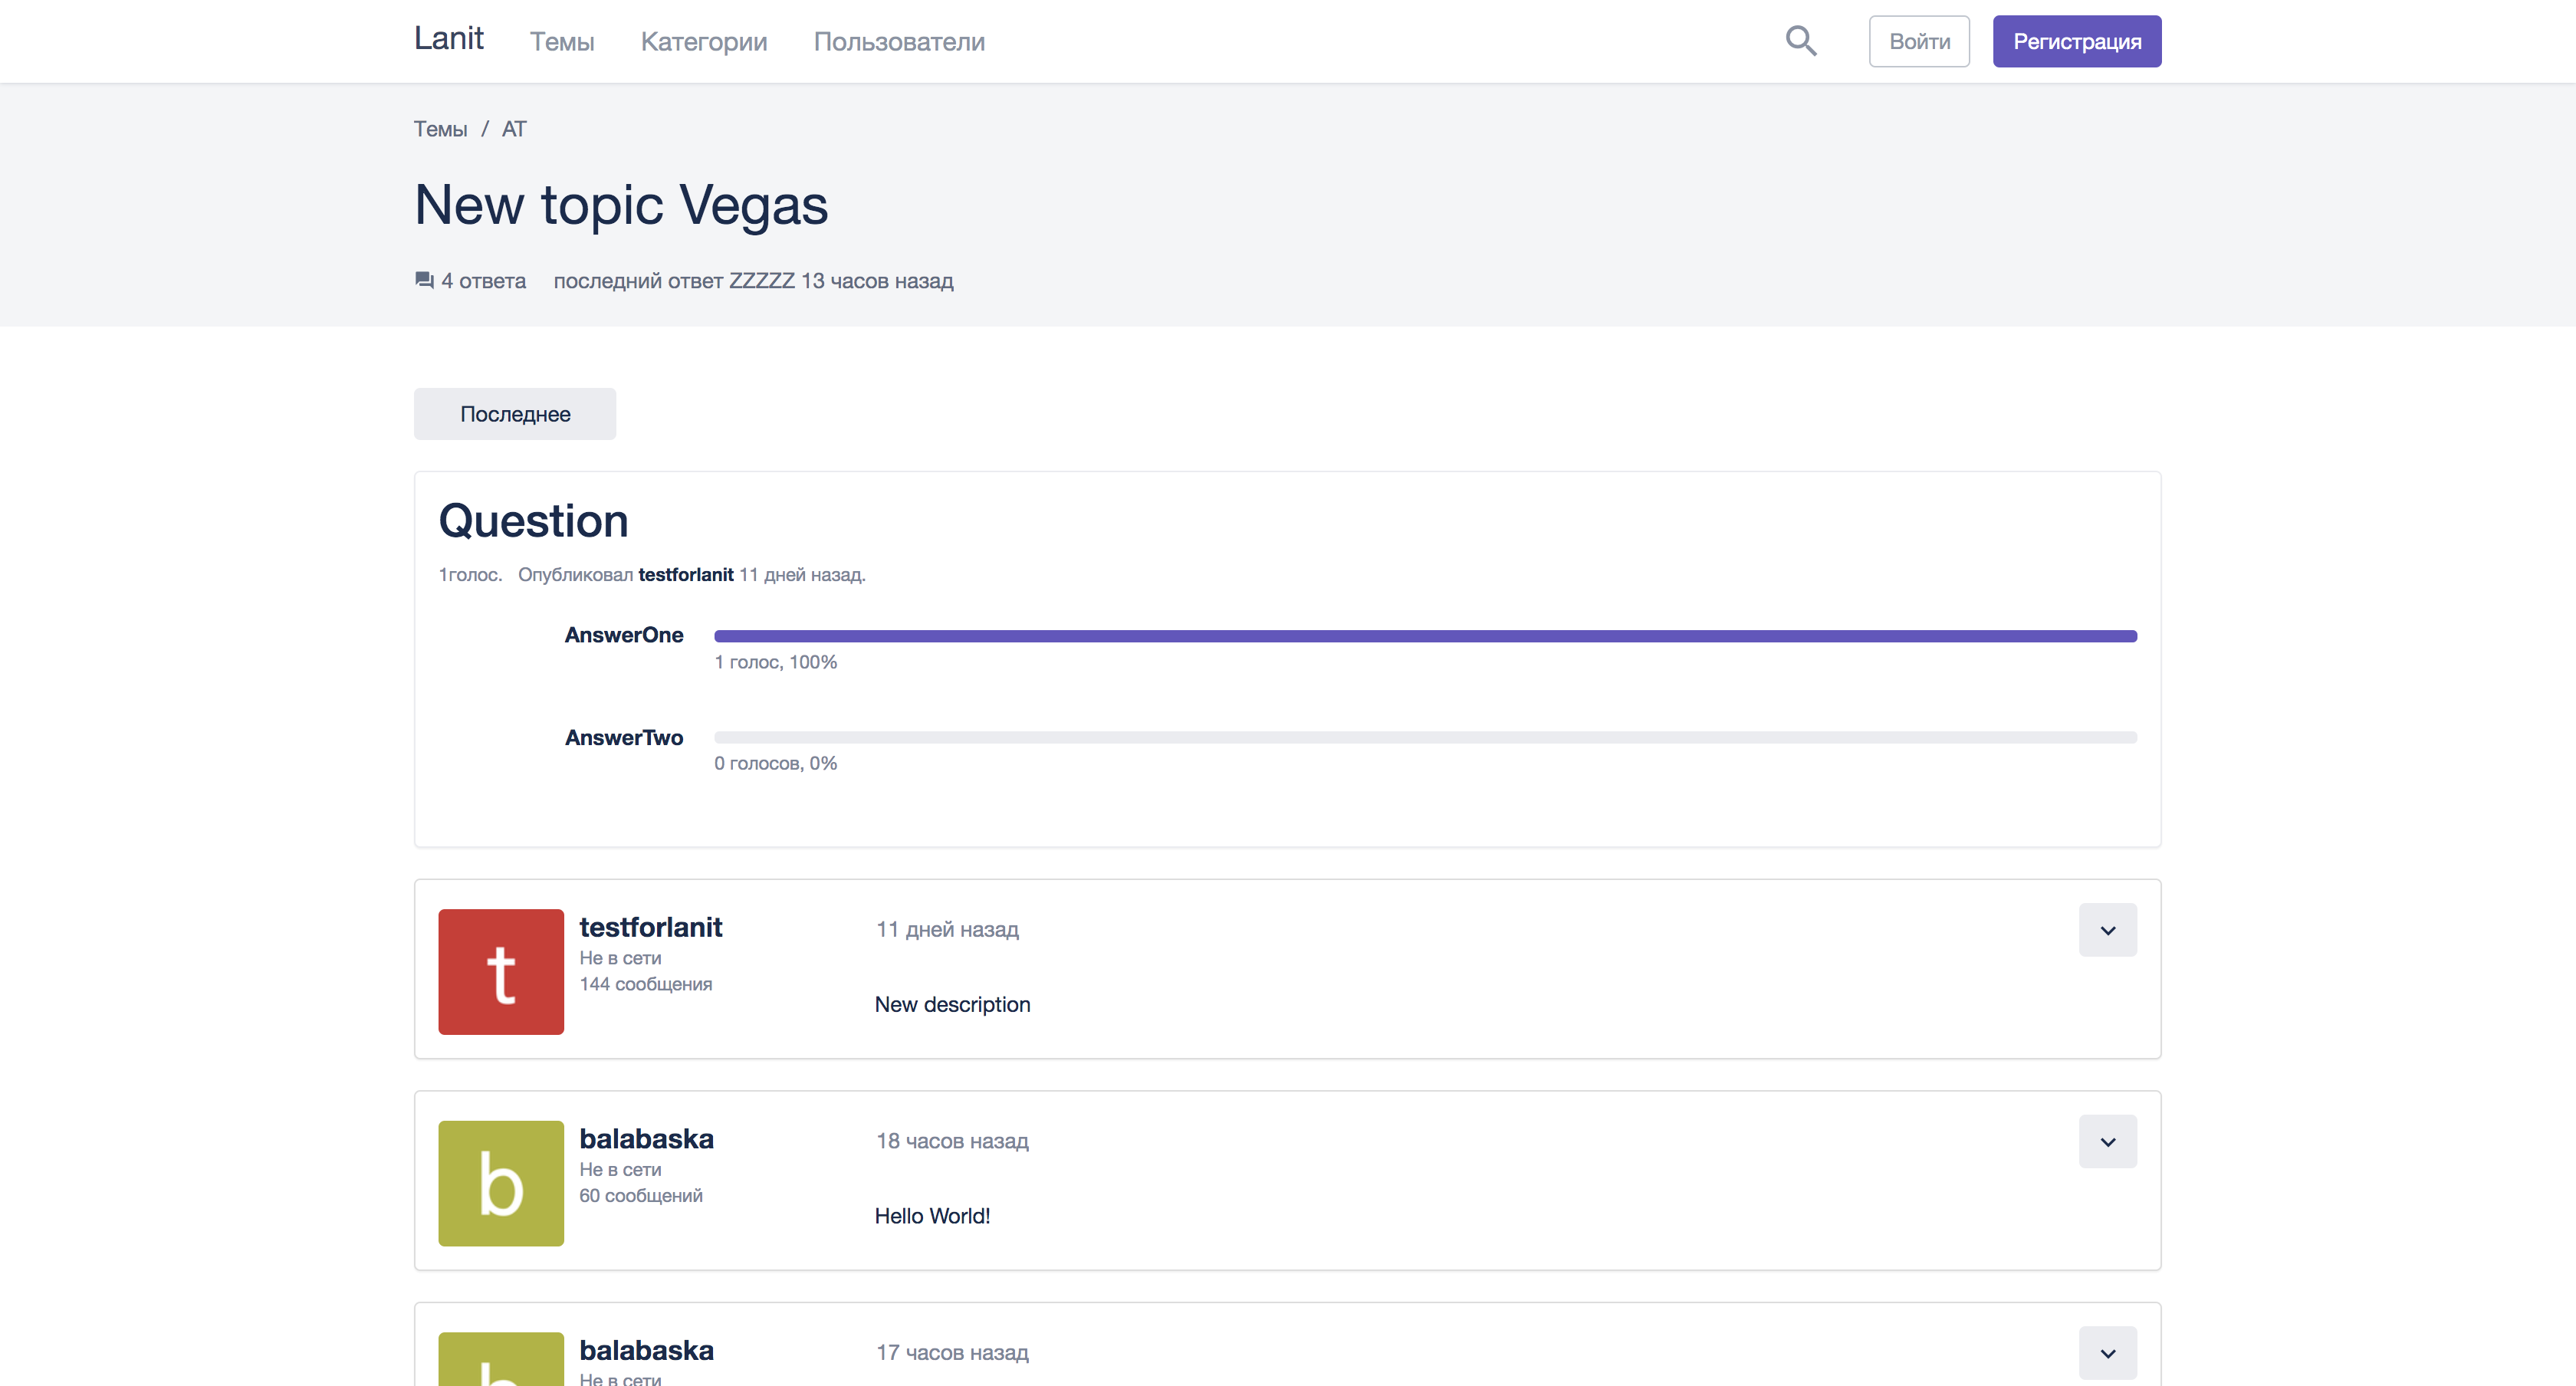 Lanit Темы Категории Пользователи Войти Регистрация
Темы / AT
New topic Vegas
4 ответа последний ответ ZZZZZ 13 часов назад
Последнее
Question
1голос. Опубликовал testforlanit 11 дней назад.
AnswerOne
1 голос, 100%
AnswerTwo
0 голосов, 0%
t
testforlanit 11 дней назад
Не в сети
144 сообщения
New description
b
balabaska 18 часов назад
Не в сети
60 сообщений
Hello World!
b
balabaska 17 часов назад
Не в сети